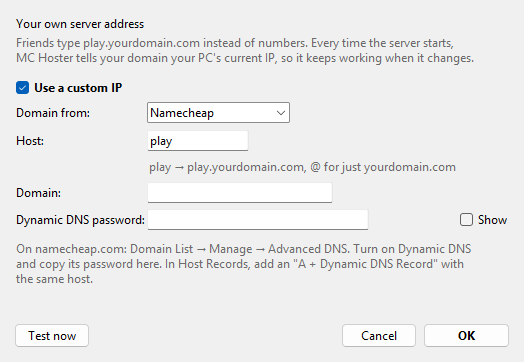 Your own server address
Friends type play.yourdomain.com instead of numbers. Every time the server starts,
MC Hoster tells your domain your PC's current IP, so it keeps working when it changes.
Use a custom IP
Domain from: Namecheap
Host: play
play → play.yourdomain.com, @ for just yourdomain.com
Domain:
Dynamic DNS password: Show
On namecheap.com: Domain List → Manage → Advanced DNS. Turn on Dynamic DNS
and copy its password here. In Host Records, add an "A + Dynamic DNS Record" with
the same host.
Test now Cancel OK